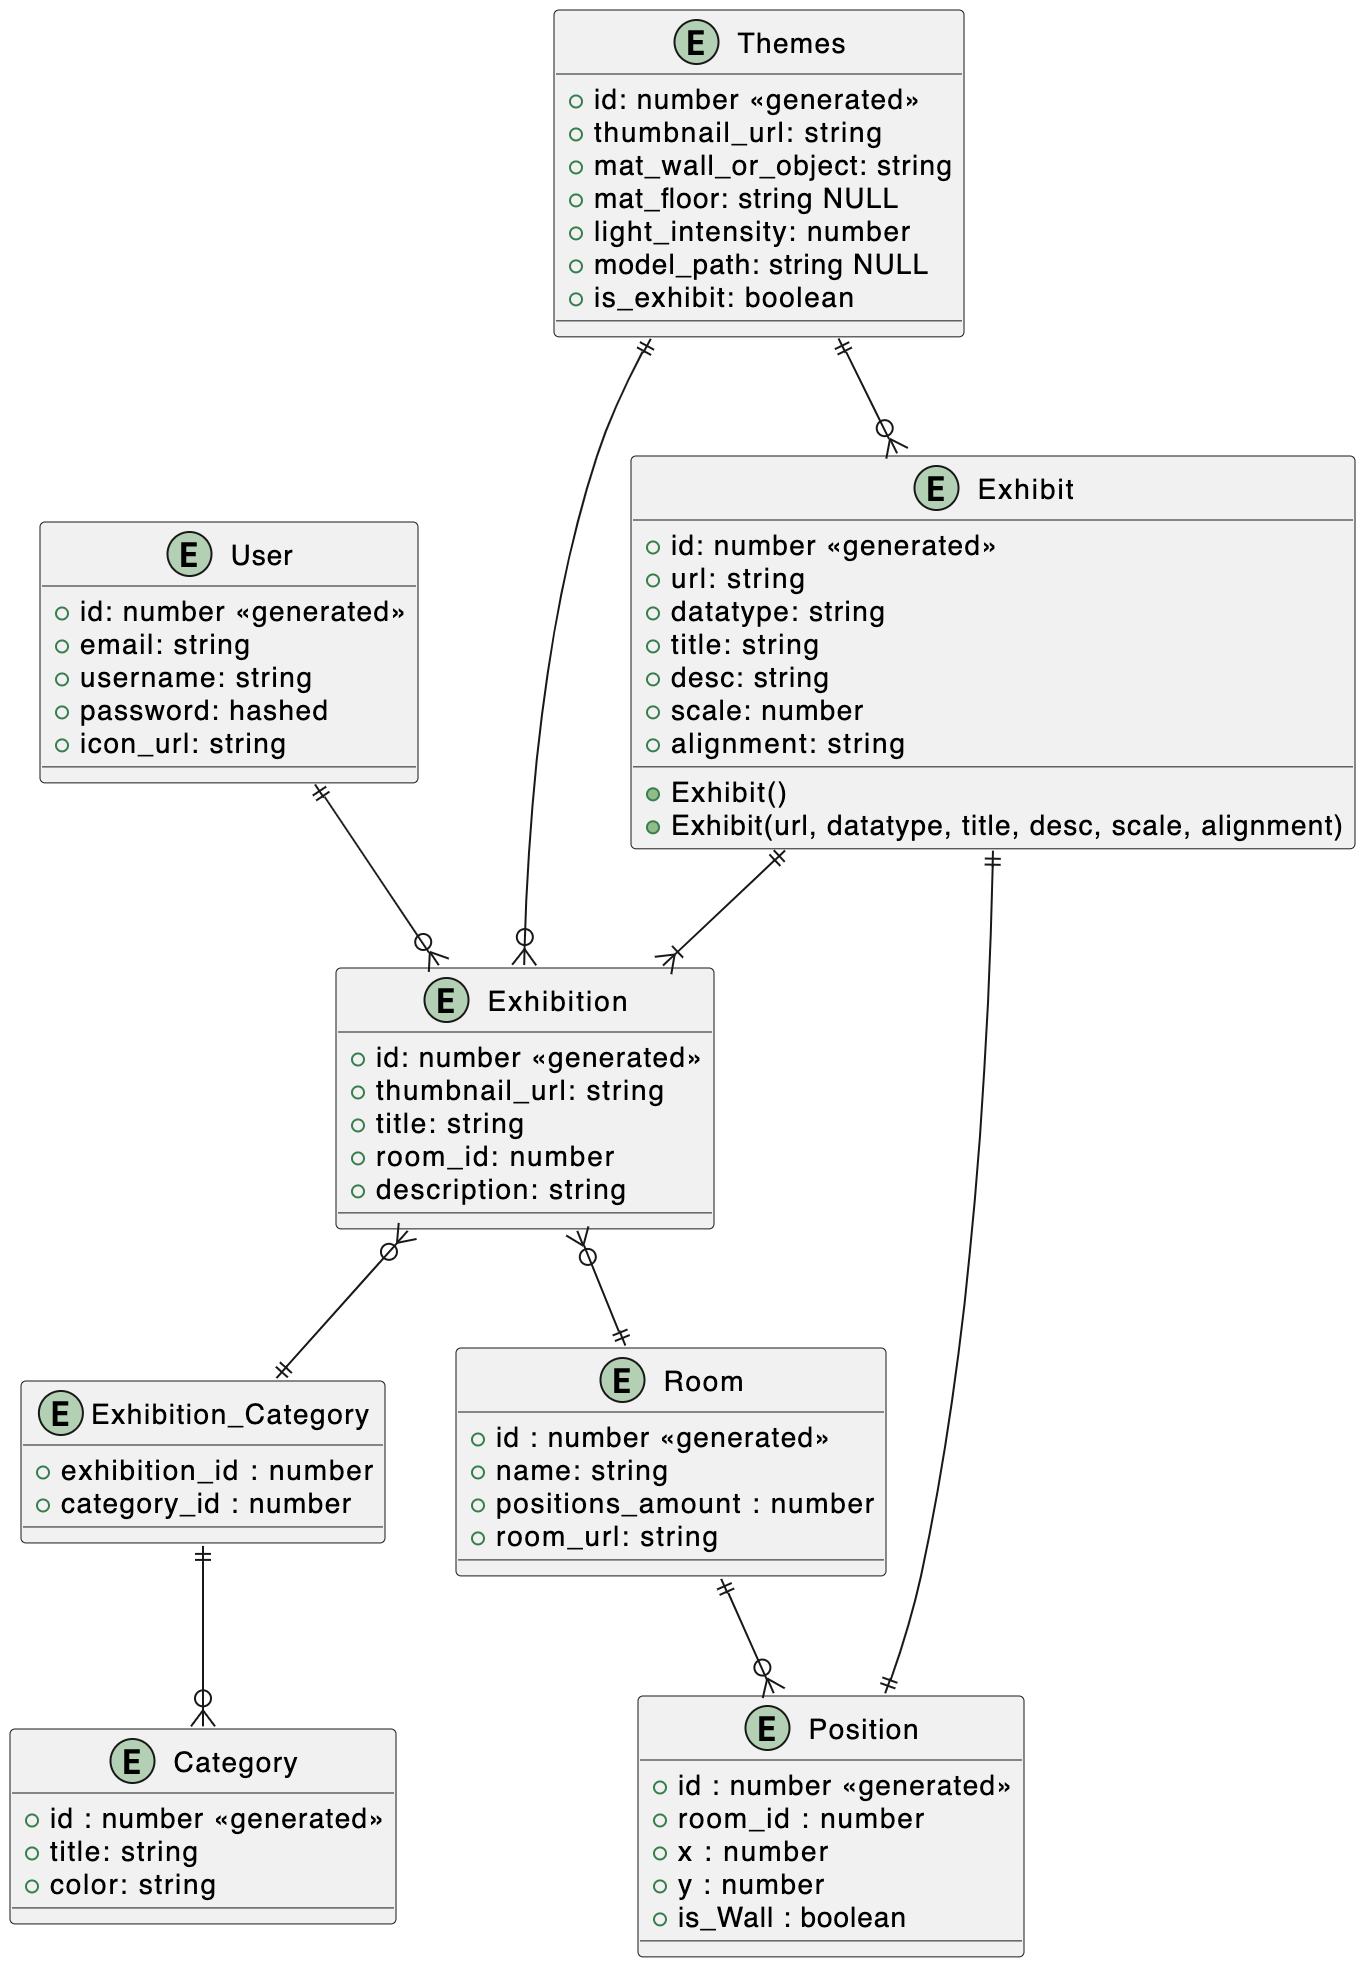 E Themes
id: number «generated»
thumbnail_url: string
mat_wall_or_object: string
mat_floor: string NULL
light_intensity: number
model_path: string NULL
is_exhibit: boolean
E Exhibit
id: number «generated»
url: string
datatype: string
title: string
desc: string
scale: number
alignment: string
Exhibit()
Exhibit(url, datatype, title, desc, scale, alignment)
E User
id: number «generated»
email: string
username: string
password: hashed
icon_url: string
E Exhibition
id: number «generated»
thumbnail_url: string
title: string
room_id: number
description: string
E Exhibition_Category
exhibition_id : number
category_id : number
E Room
id : number «generated»
name: string
positions_amount : number
room_url: string
E Category
id : number «generated»
title: string
color: string
E Position
id : number «generated»
room_id : number
x : number
y : number
is_Wall : boolean